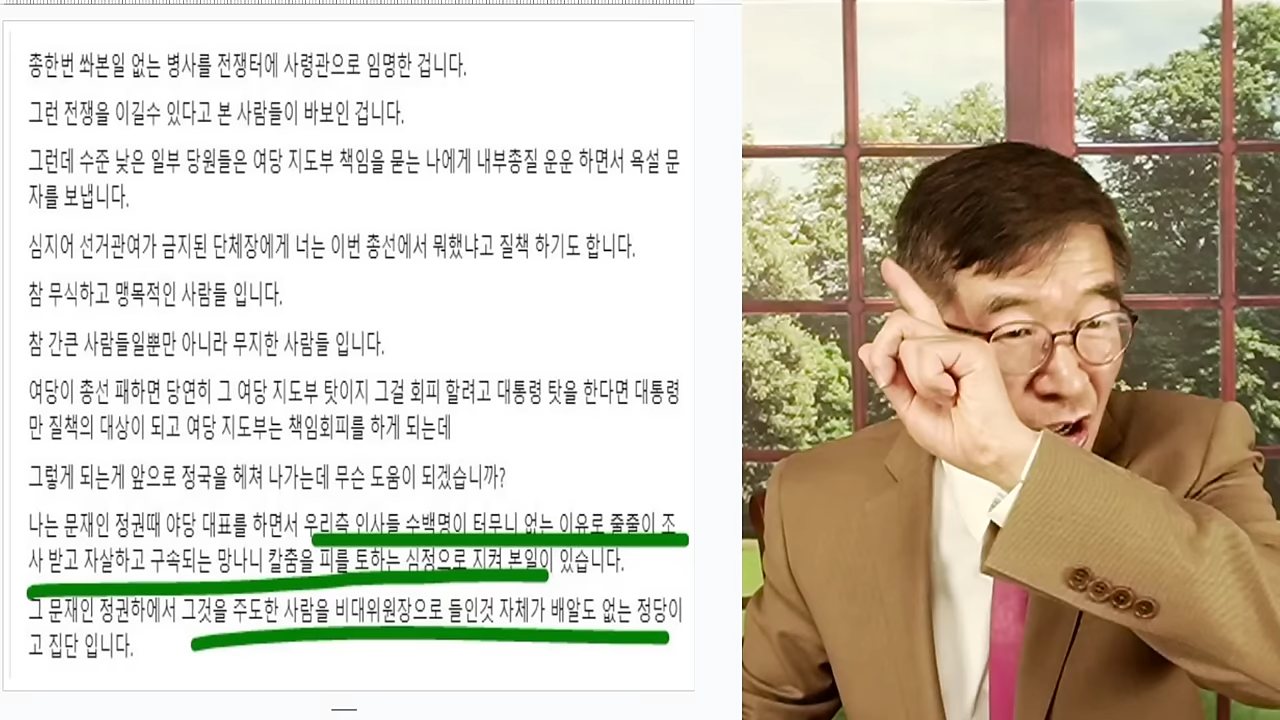 총한번 쏴본일 없는 병사를 전쟁터에 사령관으로 임명한 겁니다.
그런 전쟁을 이길수 있다고 본 사람들이 바보인 겁니다.
그런데 수준 낮은 일부 당원들은 여당 지도부 책임을 묻는 나에게 내부총질 운운 하면서 욕설 문
자를 보냅니다.
심지어 선거관여가 금지된 단체장에게 너는 이번 총선에서 뭐했냐고 질책 하기도 합니다.
참 무식하고 맹목적인 사람들 입니다.
참 간큰 사람들일뿐만 아니라 무지한 사람들 입니다.
여당이 총선 패하면 당연히 그 여당 지도부 탓이지 그걸 회피 할려고 대통령 탓을 한다면 대통령
만 질책의 대상이 되고 여당 지도부는 책임회피를 하게 되는데
그렇게 되는게 앞으로 정국을 헤쳐 나가는데 무슨 도움이 되겠습니까?
나는 문재인 정권때 야당 대표를 하면서 우리측 인사들 수백명이 터무니 없는 이유로 줄줄이 조
사 받고 자살하고 구속되는 망나니 칼춤을 피를 토하는 심정으로 지켜 본일이 있습니다.
그 문재인 정권하에서 그것을 주도한 사람을 비대위원장으로 들인것 자체가 배알도 없는 정당이
고 집단 입니다.